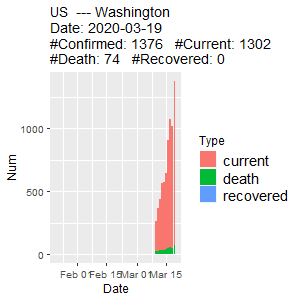 US --- Washington
Date: 2020-03-19
#Confirmed: 1376 #Current: 1302
#Death: 74 #Recovered: 0
Num
1000
500
0
Feb 01
Feb 15
Mar 01
Mar 15
Date
Type
current
death
recovered